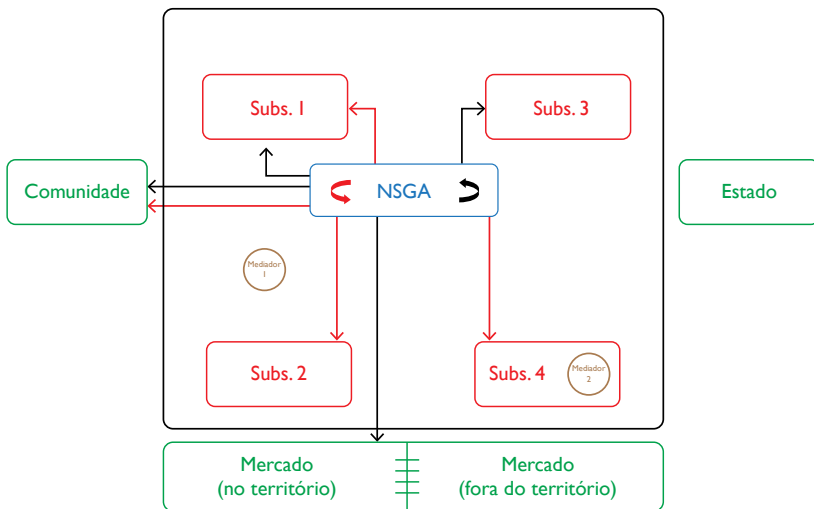 Subs. 1
Subs. 3
Comunidade
NSGA
Estado
Mediador
1
Subs. 2
Subs. 4
Mediador
2
Mercado
(no território)
Mercado
(fora do território)